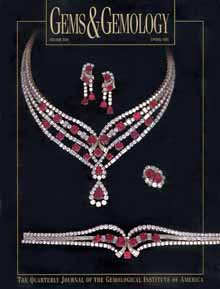 GEMS & GEMOLOGY
THE QUARTERLY JOURNAL OF THE GEMOLOGICAL INSTITUTE OF AMERICA